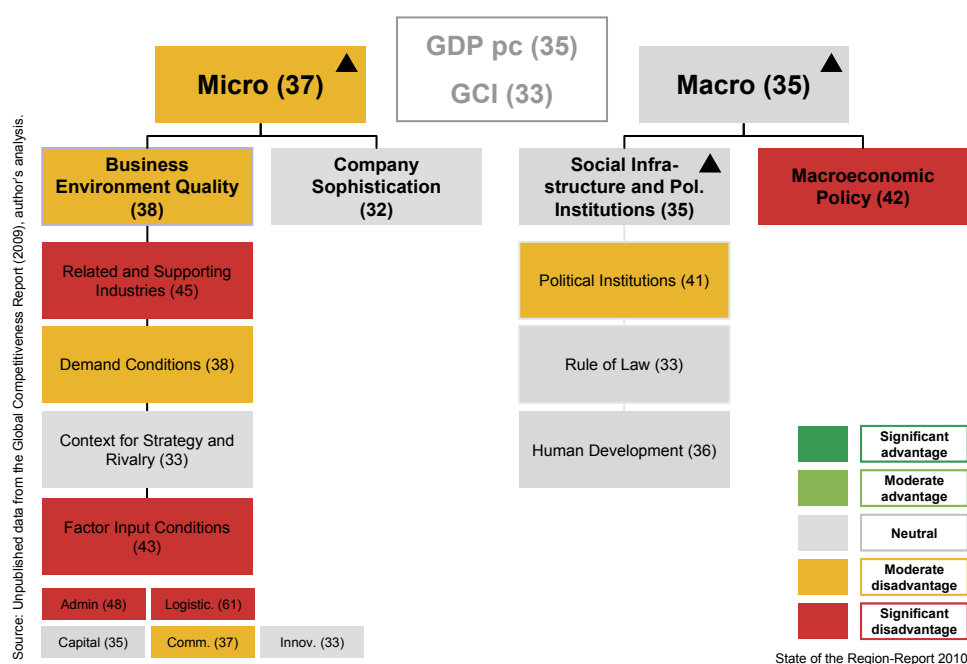 GDP pc (35)
GCI (33)
Micro (37)
Macro (35)
Business
Environment Quality
(38)
Company
Sophistication
(32)
Social Infra-
structure and Pol.
Institutions (35)
Macroeconomic
Policy (42)
Related and Supporting
Industries (45)
Demand Conditions (38)
Context for Strategy and
Rivalry (33)
Factor Input Conditions
(43)
Admin (48)
Logistic. (61)
Capital (35)
Comm. (37)
Innov. (33)
Political Institutions (41)
Rule of Law (33)
Human Development (36)
Significant
advantage
Moderate
advantage
Neutral
Moderate
disadvantage
Significant
disadvantage
State of the Region-Report 2010
Source: Unpublished data from the Global Competitiveness Report (2009), author's analysis.